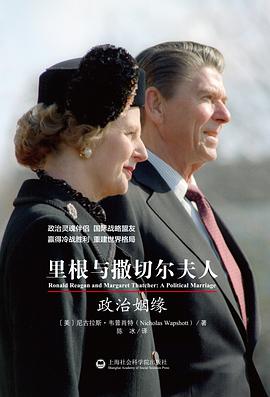 政治灵魂伴侣 国际战略盟友
赢得冷战胜利 重建世界格局
里根与撒切尔夫人
Ronald Reagan and Margaret Thatcher: A Political Marriage
政治姻缘
〔美〕尼古拉斯·韦普肖特（Nicholas Wapshott）著
陈 冰/译
上海社会科学院出版社
Shanghai Academy of Social Sciences Press